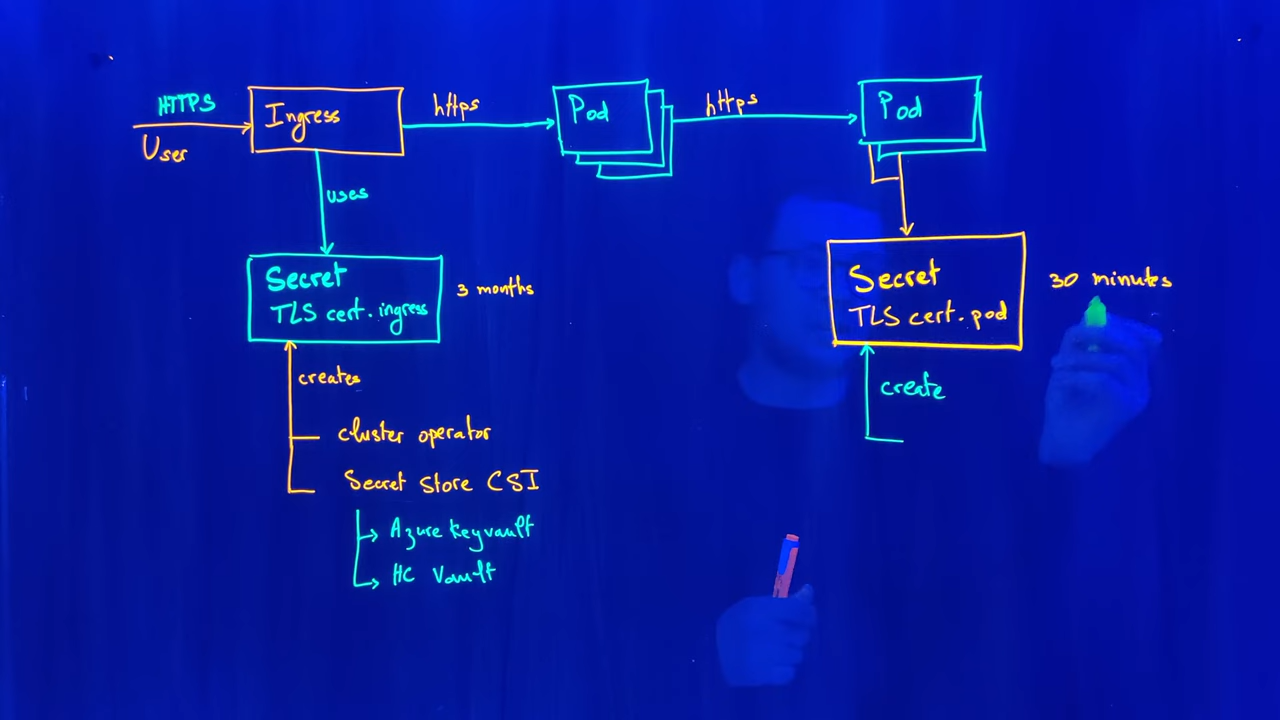 HTTPS
User
Ingress
https
Pod
https
Pod
uses
Secret
TLS cert. ingress
3 months
Secret
TLS cert. pod
30 minutes
creates
create
cluster operator
Secret store CSI
Azure keyvault
HC Vault